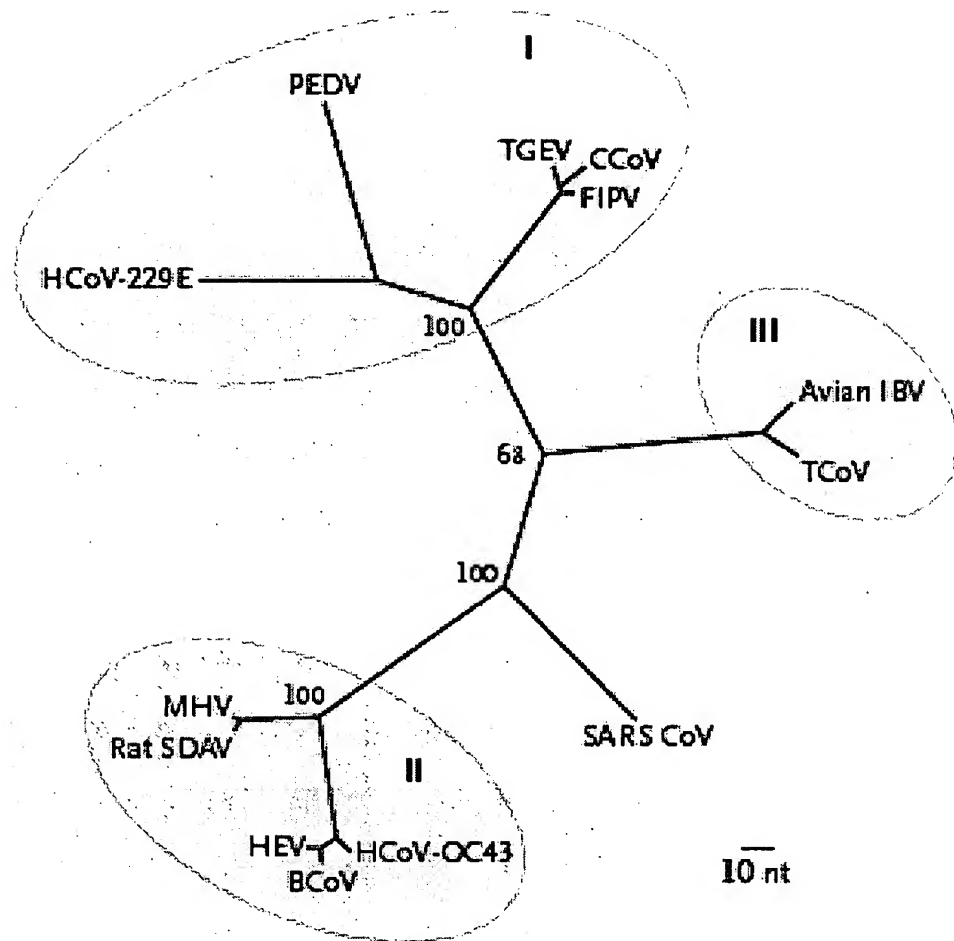 I
PEDV
TGEV
CCoV
FIPV
HCoV-229E
100
III
Avian IBV
68
TCoV
100
100
MHV
SARS CoV
Rat SDAV
II
HEV
HCoV-OC43
BCoV
10 nt